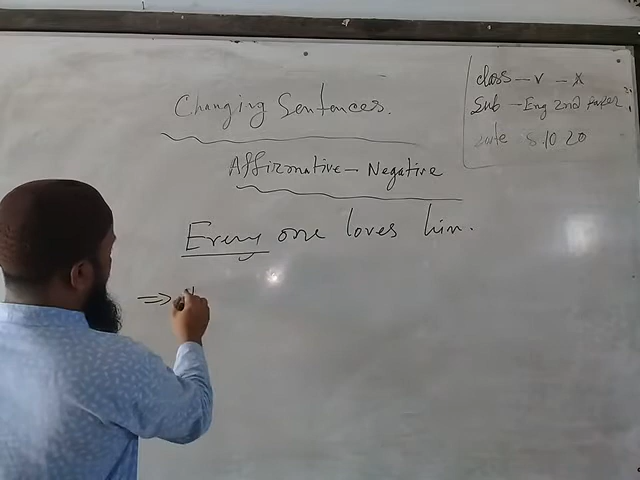 Changing Sentences.
class - V - X
Sub - Eng 2nd Paper
Date 8.10 20
Affirmative - Negative
Every one loves him.
⇒